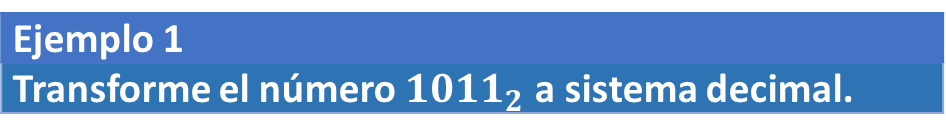 Ejemplo 1
Transforme el número 1011₂ a sistema decimal.